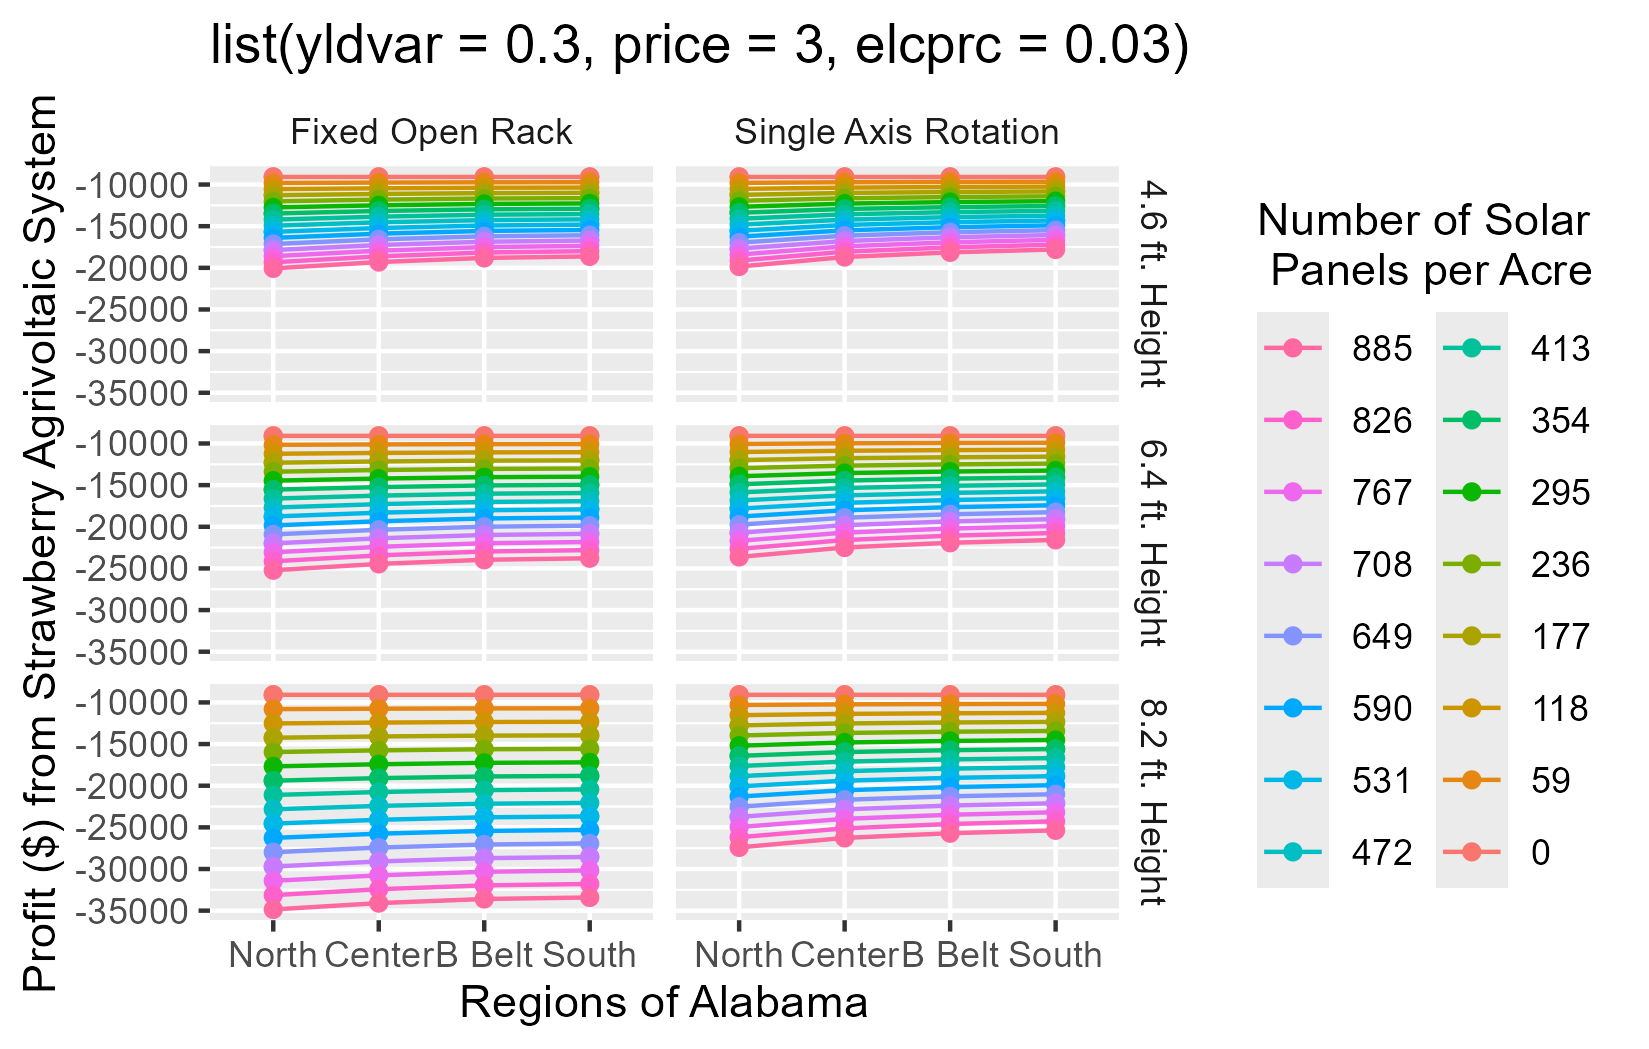 list(yldvar = 0.3, price = 3, elcprc = 0.03)
Fixed Open Rack
Single Axis Rotation
Profit ($) from Strawberry Agrivoltaic System
-10000
-15000
-20000
-25000
-30000
-35000
4.6 ft. Height
-10000
-15000
-20000
-25000
-30000
-35000
6.4 ft. Height
-10000
-15000
-20000
-25000
-30000
-35000
8.2 ft. Height
North Center B Belt South
North Center B Belt South
Regions of Alabama
Number of Solar
Panels per Acre
885
826
767
708
649
590
531
472
413
354
295
236
177
118
59
0